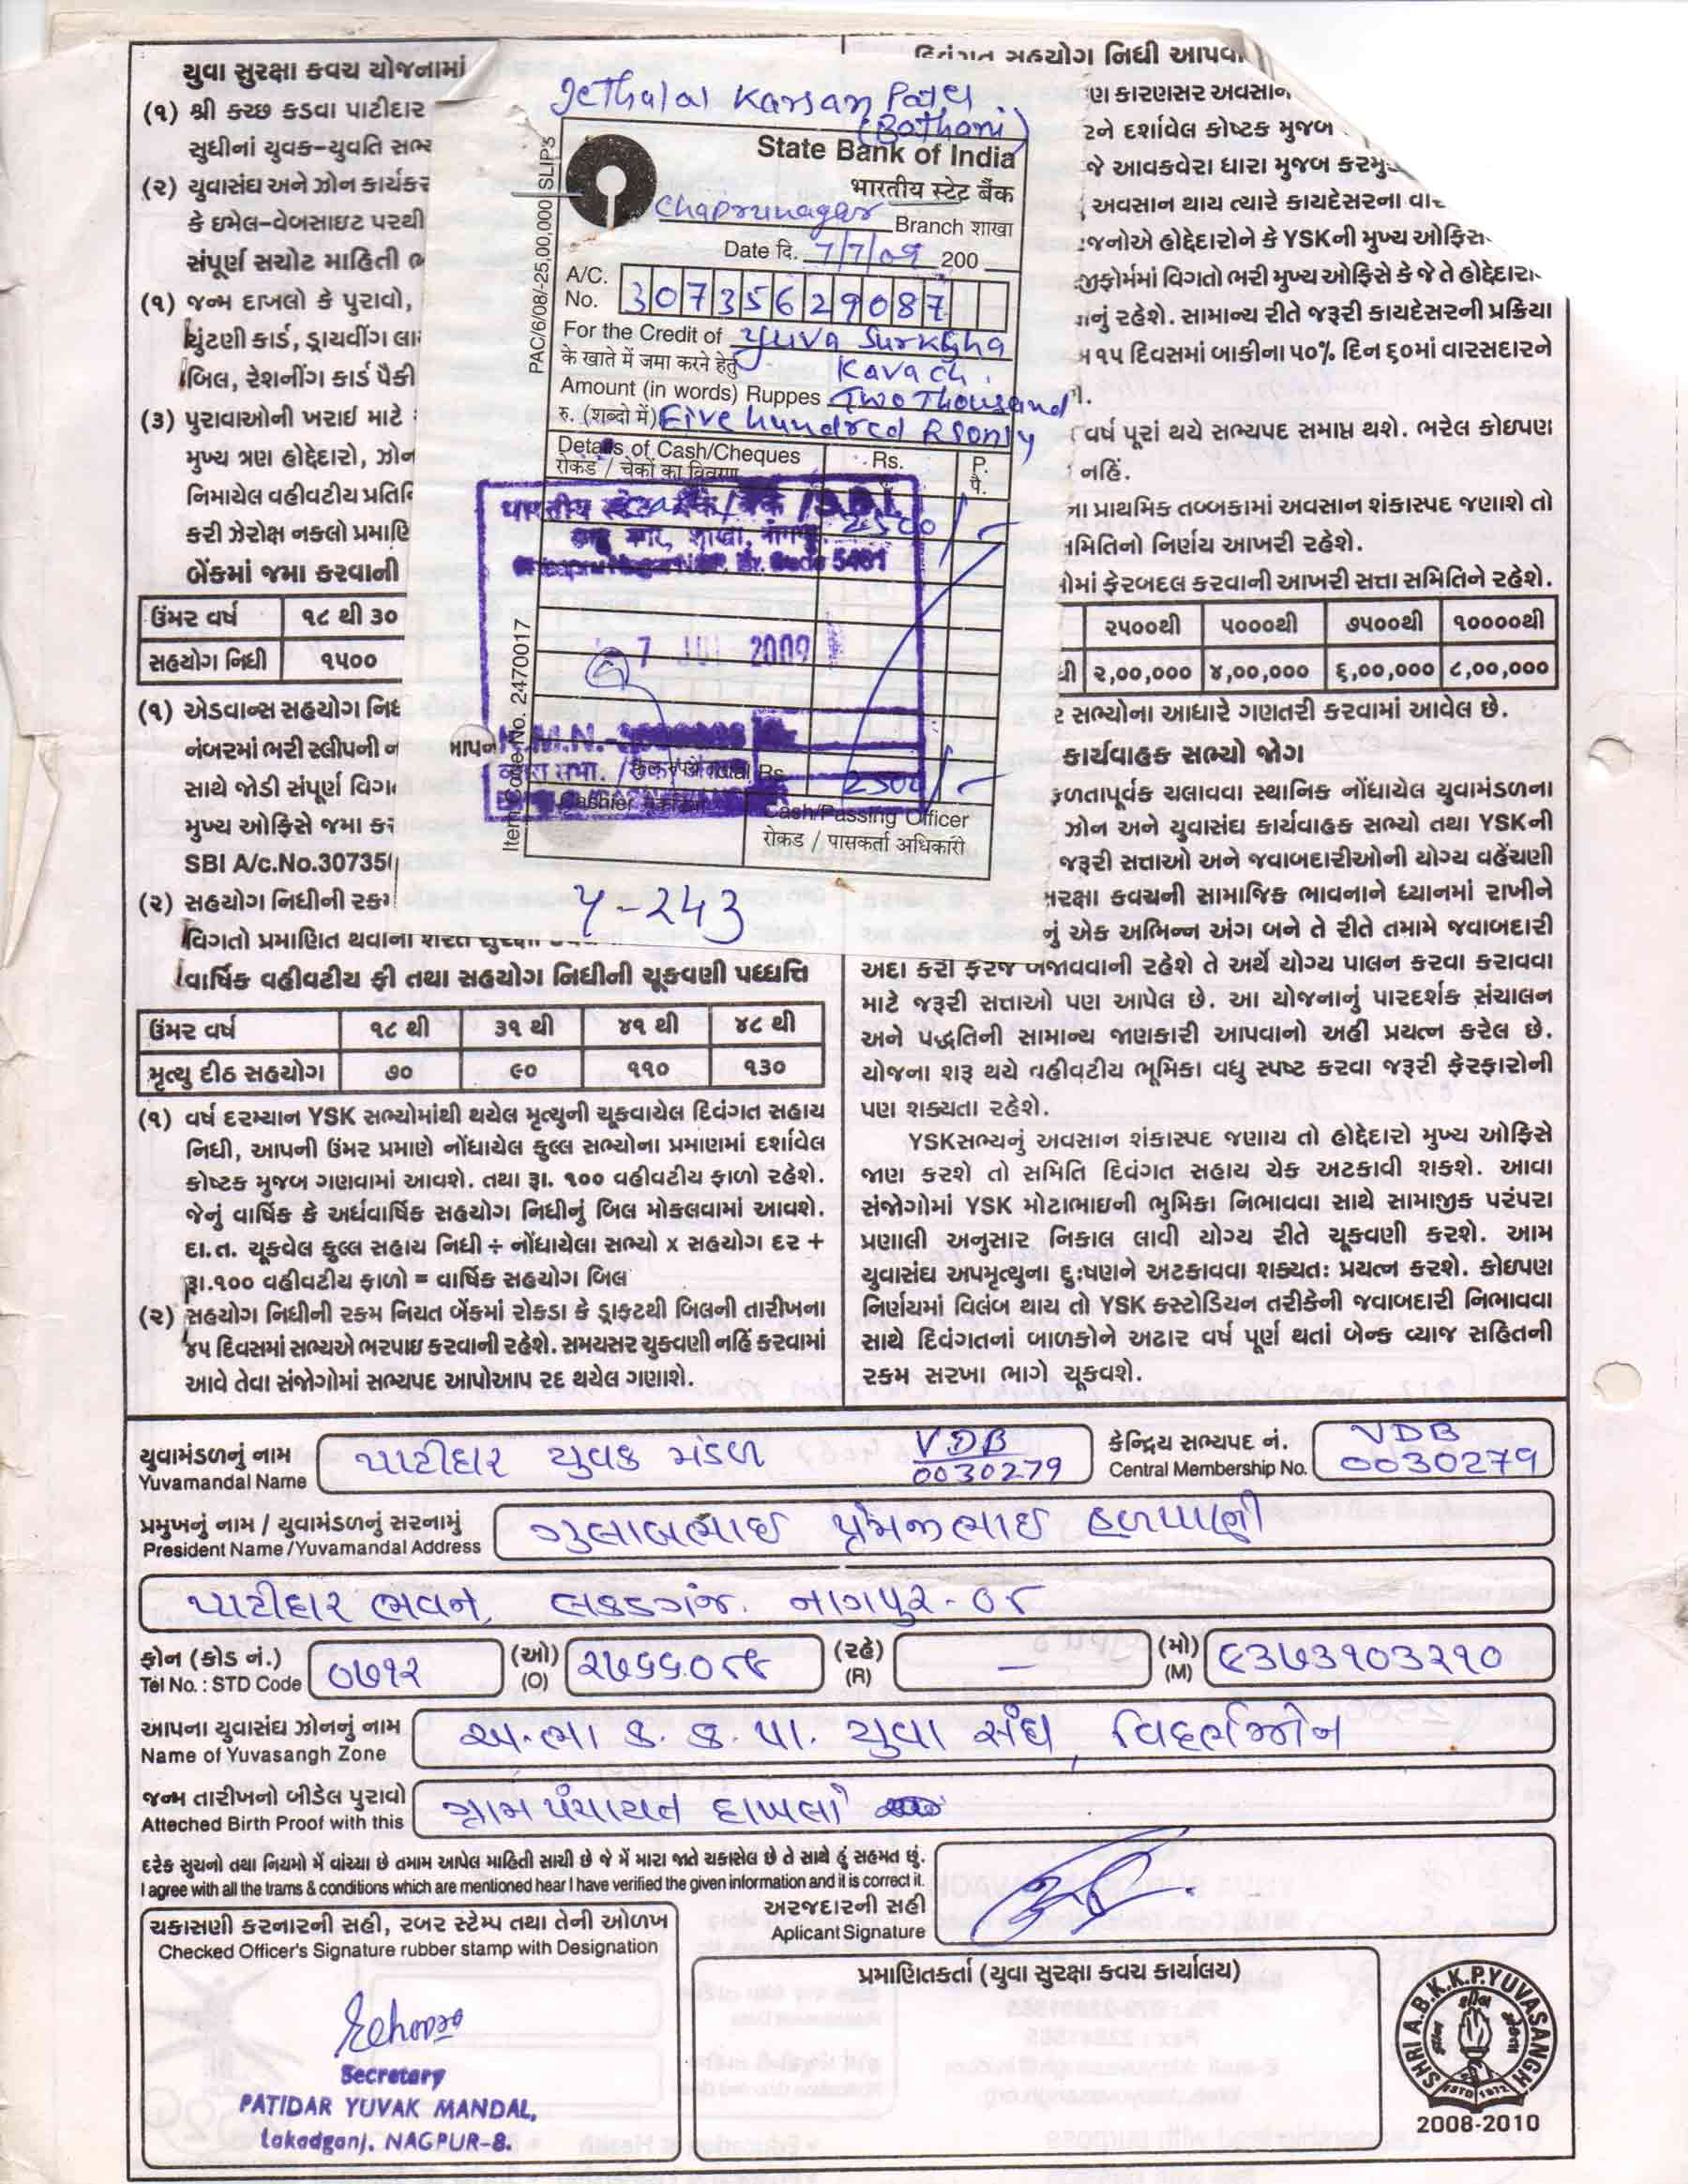 યુવા સુરક્ષા કવચ યોજનામાં
(૧) શ્રી કચ્છ કડવા પાટીદાર
સુધીનાં યુવક-યુવતિ સભ્ય
(૨) યુવાસંઘ અને ઝોન કાર્યકર
કે ઇમેલ-વેબસાઇટ પરથી
સંપૂર્ણ સચોટ માહિતી ભ
(૧) જન્મ દાખલો કે પુરાવો,
ચુંટણી કાર્ડ, ડ્રાયવીંગ લા
બિલ, રેશનીંગ કાર્ડ પૈકી
(૩) પુરાવાઓની ખરાઇ માટે
મુખ્ય ત્રણ હોદ્દેદારો, ઝોન
નિમાયેલ વહીવટીય પ્રતિનિ
કરી ઝેરોક્ષ નકલો પ્રમાણિ
બેંકમાં જમા કરવાની
ઉંમર વર્ષ ૧૮ થી ૩૦
સહયોગ નિધી ૧૫૦૦
(૧) એડવાન્સ સહયોગ નિધ
નંબરમાં ભરી સ્લીપની ન
સાથે જોડી સંપૂર્ણ વિગ
મુખ્ય ઓફિસે જમા કર
SBI A/c.No.30735
(૨) સહયોગ નિધીની રકમ
વિગતો પ્રમાણિત થવાના શરતે સુરક્ષા
વાર્ષિક વહીવટીય ફી તથા સહયોગ નિધીની ચૂકવણી પધ્ધતિ
ઉંમર વર્ષ ૧૮ થી ૩૧ થી ૪૧ થી ૪૮ થી
મૃત્યુ દીઠ સહયોગ ૭૦ ૯૦ ૧૧૦ ૧૩૦
(૧) વર્ષ દરમ્યાન YSK સભ્યોમાંથી થયેલ મૃત્યુની ચૂકવાયેલ દિવંગત સહાય
નિધી, આપની ઉંમર પ્રમાણે નોંધાયેલ કુલ્લ સભ્યોના પ્રમાણમાં દર્શાવેલ
કોષ્ટક મુજબ ગણવામાં આવશે. તથા રૂા. ૧૦૦ વહીવટીય ફાળો રહેશે.
જેનું વાર્ષિક કે અર્ધવાર્ષિક સહયોગ નિધીનું બિલ મોકલવામાં આવશે.
દા.ત. ચૂકવેલ કુલ્લ સહાય નિધી ÷ નોંધાયેલા સભ્યો x સહયોગ દર +
રૂા.૧૦૦ વહીવટીય ફાળો = વાર્ષિક સહયોગ બિલ
(૨) સહયોગ નિધીની રકમ નિયત બેંકમાં રોકડા કે ડ્રાફટથી બિલની તારીખના
૪૫ દિવસમાં સભ્યએ ભરપાઇ કરવાની રહેશે. સમયસર ચુકવણી નહિં કરવામાં
આવે તેવા સંજોગોમાં સભ્યપદ આપોઆપ રદ થયેલ ગણાશે.
Jethalal Karsan Patel
(Bathani)
State Bank of India
भारतीय स्टेट बैंक
Chaprunagar Branch शाखा
Date दि. 7/7/09 200
A/C. No. 30735629087
For the Credit of Yuva Surkgha
के खाते में जमा करने हेतु Kavach.
Amount (in words) Ruppes Two Thousand
रु. (शब्दो में) Five hundred Rsonly
Details of Cash/Cheques Rs. P.
रोकड / चेकों का विवरण पै.
2500/-
7 JUL 2009
2500/-
Cashier
Cash/Passing Officer
रोकड / पासकर्ता अधिकारी
PAC/6/08/-25,00,000 SLIPS
Item Code No. 2470017
Y-243
દિવંગત સહયોગ નિધી આપવા
ણ કારણસર અવસાન
ટને દર્શાવેલ કોષ્ટક મુજબ
જે આવકવેરા ધારા મુજબ કરમુ
અવસાન થાય ત્યારે કાયદેસરના વાર
જનોએ હોદ્દેદારોને કે YSKની મુખ્ય ઓફિસ
જીફોર્મમાં વિગતો ભરી મુખ્ય ઓફિસે કે જે તે હોદ્દેદારા
નું રહેશે. સામાન્ય રીતે જરૂરી કાયદેસરની પ્રક્રિયા
૧૫ દિવસમાં બાકીના ૫૦% દિન ૬૦માં વારસદારને
વર્ષ પૂરાં થયે સભ્યપદ સમાપ્ત થશે. ભરેલ કોઇપણ
નહિં.
ના પ્રાથમિક તબ્બકામાં અવસાન શંકાસ્પદ જણાશે તો
મિતિનો નિર્ણય આખરી રહેશે.
ોમાં ફેરબદલ કરવાની આખરી સત્તા સમિતિને રહેશે.
૨૫૦૦થી ૫૦૦૦થી ૭૫૦૦થી ૧૦૦૦૦થી
૨,૦૦,૦૦૦ ૪,૦૦,૦૦૦ ૬,૦૦,૦૦૦ ૮,૦૦,૦૦૦
સભ્યોના આધારે ગણતરી કરવામાં આવેલ છે.
કાર્યવાહક સભ્યો જોગ
ફળતાપૂર્વક ચલાવવા સ્થાનિક નોંધાયેલ યુવામંડળના
ઝોન અને યુવાસંઘ કાર્યવાહક સભ્યો તથા YSKની
જરૂરી સત્તાઓ અને જવાબદારીઓની યોગ્ય વહેંચણી
સુરક્ષા કવચની સામાજિક ભાવનાને ધ્યાનમાં રાખીને
નું એક અભિન્ન અંગ બને તે રીતે તમામે જવાબદારી
અદા કરી ફરજ બજાવવાની રહેશે તે અર્થે યોગ્ય પાલન કરવા કરાવવા
માટે જરૂરી સત્તાઓ પણ આપેલ છે. આ યોજનાનું પારદર્શક સંચાલન
અને પદ્ધતિની સામાન્ય જાણકારી આપવાનો અહીં પ્રયત્ન કરેલ છે.
યોજના શરૂ થયે વહીવટીય ભૂમિકા વધુ સ્પષ્ટ કરવા જરૂરી ફેરફારોની
પણ શક્યતા રહેશે.
YSKસભ્યનું અવસાન શંકાસ્પદ જણાય તો હોદ્દેદારો મુખ્ય ઓફિસે
જાણ કરશે તો સમિતિ દિવંગત સહાય ચેક અટકાવી શકશે. આવા
સંજોગોમાં YSK મોટાભાઇની ભુમિકા નિભાવવા સાથે સામાજીક પરંપરા
પ્રણાલી અનુસાર નિકાલ લાવી યોગ્ય રીતે ચૂકવણી કરશે. આમ
યુવાસંઘ અપમૃત્યુના દુઃષણને અટકાવવા શક્યતઃ પ્રયત્ન કરશે. કોઇપણ
નિર્ણયમાં વિલંબ થાય તો YSK કસ્ટોડિયન તરીકેની જવાબદારી નિભાવવા
સાથે દિવંગતનાં બાળકોને અઢાર વર્ષ પૂર્ણ થતાં બેન્ક વ્યાજ સહિતની
રકમ સરખા ભાગે ચૂકવશે.
યુવામંડળનું નામ પાટીદાર યુવક મંડળ VDB કેન્દ્રિય સભ્યપદ નં. VDB
Yuvamandal Name 0030279 Central Membership No. 0030279
પ્રમુખનું નામ / યુવામંડળનું સરનામું ગુલાબભાઈ પ્રેમજીભાઈ હળપાણી
President Name /Yuvamandal Address
પાટીદાર ભવન, લકડગંજ. નાગપુર-૦૮
ફોન (કોડ નં.) ૦૭૧૨ (ઓ) ૨૭૬૬૦૮૯ (રહે) — (મો) ૯૩૭૩૧૦૩૨૧૦
Tel No. : STD Code (O) (R) (M)
આપના યુવાસંઘ ઝોનનું નામ અ.ભા ક. ક. પા. યુવા સંઘ, વિદર્ભઝોન
Name of Yuvasangh Zone
જન્મ તારીખનો બીડેલ પુરાવો ગ્રામ પંચાયત દાખલો
Atteched Birth Proof with this
દરેક સુચનો તથા નિયમો મેં વાંચ્યા છે તમામ આપેલ માહિતી સાચી છે જે મેં મારા જાતે ચકાસેલ છે તે સાથે હું સહમત છું.
I agree with all the trams & conditions which are mentioned hear I have verified the given information and it is correct it.
અરજદારની સહી
Aplicant Signature
ચકાસણી કરનારની સહી, રબર સ્ટેમ્પ તથા તેની ઓળખ
Checked Officer's Signature rubber stamp with Designation
Secretary
PATIDAR YUVAK MANDAL,
Lakadganj, NAGPUR-8.
પ્રમાણિતકર્તા (યુવા સુરક્ષા કવચ કાર્યાલય)
SHRI A.B.K.K.P.YUVASANGH
ESTD 1972
2008-2010